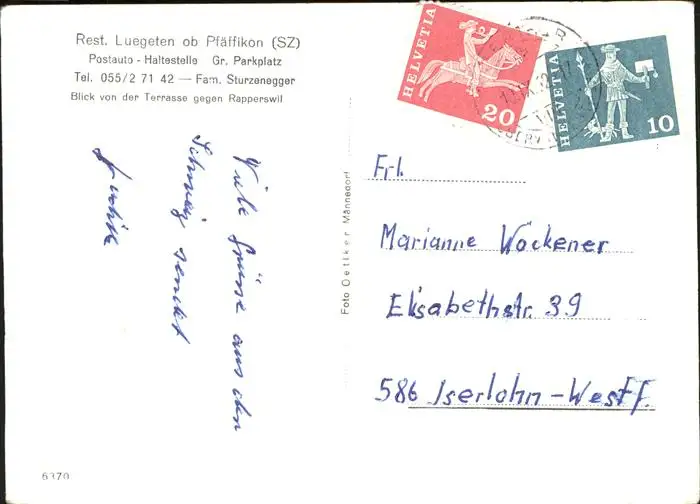 Rest. Luegeten ob Pfäffikon (SZ)
Postauto - Haltestelle Gr. Parkplatz
Tel. 055/2 71 42 — Fam. Sturzenegger
Blick von der Terrasse gegen Rapperswil
HELVETIA
20
HELVETIA
10
Viele Grüsse aus der
Schweiz sendet
Foto Oetiker Männedorf
Frl.
Marianne Wöckener
Elisabethstr. 39
586 Iserlohn-Westf.
6370